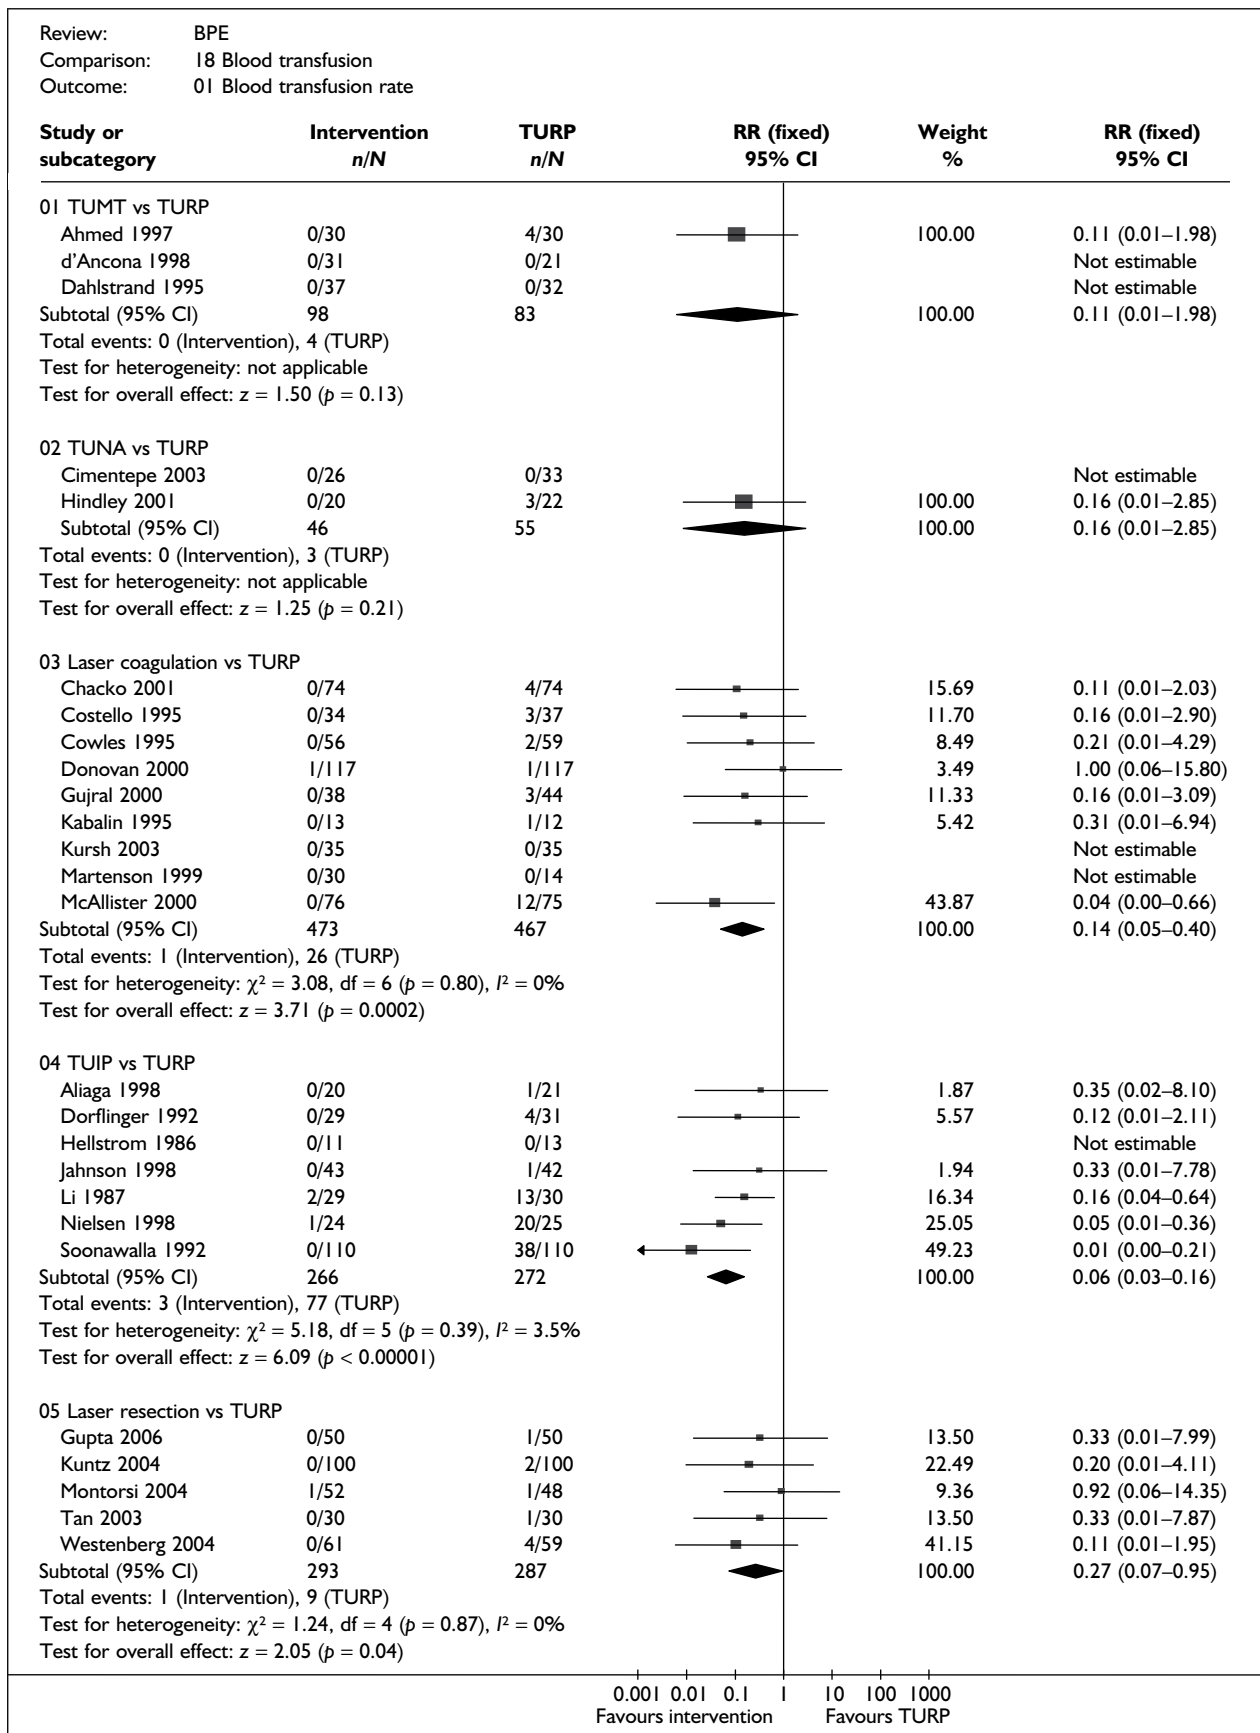 Review: BPE
Comparison: 18 Blood transfusion
Outcome: 01 Blood transfusion rate
Study or Intervention TURP RR (fixed) Weight RR (fixed)
subcategory n/N n/N 95% CI % 95% CI
01 TUMT vs TURP
Ahmed 1997 0/30 4/30 100.00 0.11 (0.01–1.98)
d'Ancona 1998 0/31 0/21 Not estimable
Dahlstrand 1995 0/37 0/32 Not estimable
Subtotal (95% CI) 98 83 100.00 0.11 (0.01–1.98)
Total events: 0 (Intervention), 4 (TURP)
Test for heterogeneity: not applicable
Test for overall effect: z = 1.50 (p = 0.13)
02 TUNA vs TURP
Cimentepe 2003 0/26 0/33 Not estimable
Hindley 2001 0/20 3/22 100.00 0.16 (0.01–2.85)
Subtotal (95% CI) 46 55 100.00 0.16 (0.01–2.85)
Total events: 0 (Intervention), 3 (TURP)
Test for heterogeneity: not applicable
Test for overall effect: z = 1.25 (p = 0.21)
03 Laser coagulation vs TURP
Chacko 2001 0/74 4/74 15.69 0.11 (0.01–2.03)
Costello 1995 0/34 3/37 11.70 0.16 (0.01–2.90)
Cowles 1995 0/56 2/59 8.49 0.21 (0.01–4.29)
Donovan 2000 1/117 1/117 3.49 1.00 (0.06–15.80)
Gujral 2000 0/38 3/44 11.33 0.16 (0.01–3.09)
Kabalin 1995 0/13 1/12 5.42 0.31 (0.01–6.94)
Kursh 2003 0/35 0/35 Not estimable
Martenson 1999 0/30 0/14 Not estimable
McAllister 2000 0/76 12/75 43.87 0.04 (0.00–0.66)
Subtotal (95% CI) 473 467 100.00 0.14 (0.05–0.40)
Total events: 1 (Intervention), 26 (TURP)
Test for heterogeneity: χ² = 3.08, df = 6 (p = 0.80), I² = 0%
Test for overall effect: z = 3.71 (p = 0.0002)
04 TUIP vs TURP
Aliaga 1998 0/20 1/21 1.87 0.35 (0.02–8.10)
Dorflinger 1992 0/29 4/31 5.57 0.12 (0.01–2.11)
Hellstrom 1986 0/11 0/13 Not estimable
Jahnson 1998 0/43 1/42 1.94 0.33 (0.01–7.78)
Li 1987 2/29 13/30 16.34 0.16 (0.04–0.64)
Nielsen 1998 1/24 20/25 25.05 0.05 (0.01–0.36)
Soonawalla 1992 0/110 38/110 49.23 0.01 (0.00–0.21)
Subtotal (95% CI) 266 272 100.00 0.06 (0.03–0.16)
Total events: 3 (Intervention), 77 (TURP)
Test for heterogeneity: χ² = 5.18, df = 5 (p = 0.39), I² = 3.5%
Test for overall effect: z = 6.09 (p < 0.00001)
05 Laser resection vs TURP
Gupta 2006 0/50 1/50 13.50 0.33 (0.01–7.99)
Kuntz 2004 0/100 2/100 22.49 0.20 (0.01–4.11)
Montorsi 2004 1/52 1/48 9.36 0.92 (0.06–14.35)
Tan 2003 0/30 1/30 13.50 0.33 (0.01–7.87)
Westenberg 2004 0/61 4/59 41.15 0.11 (0.01–1.95)
Subtotal (95% CI) 293 287 100.00 0.27 (0.07–0.95)
Total events: 1 (Intervention), 9 (TURP)
Test for heterogeneity: χ² = 1.24, df = 4 (p = 0.87), I² = 0%
Test for overall effect: z = 2.05 (p = 0.04)
0.001 0.01 0.1 1 10 100 1000
Favours intervention Favours TURP